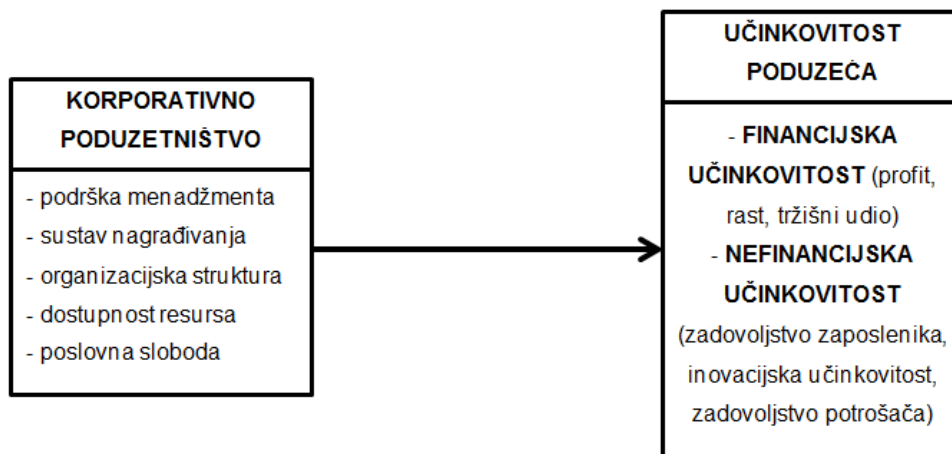 KORPORATIVNO
PODUZETNIŠTVO
- podrška menadžmenta
- sustav nagrađivanja
- organizacijska struktura
- dostupnost resursa
- poslovna sloboda
UČINKOVITOST
PODUZEĆA
- FINANCIJSKA
UČINKOVITOST (profit,
rast, tržišni udio)
- NEFINANCIJSKA
UČINKOVITOST
(zadovoljstvo zaposlenika,
inovacijska učinkovitost,
zadovoljstvo potrošača)